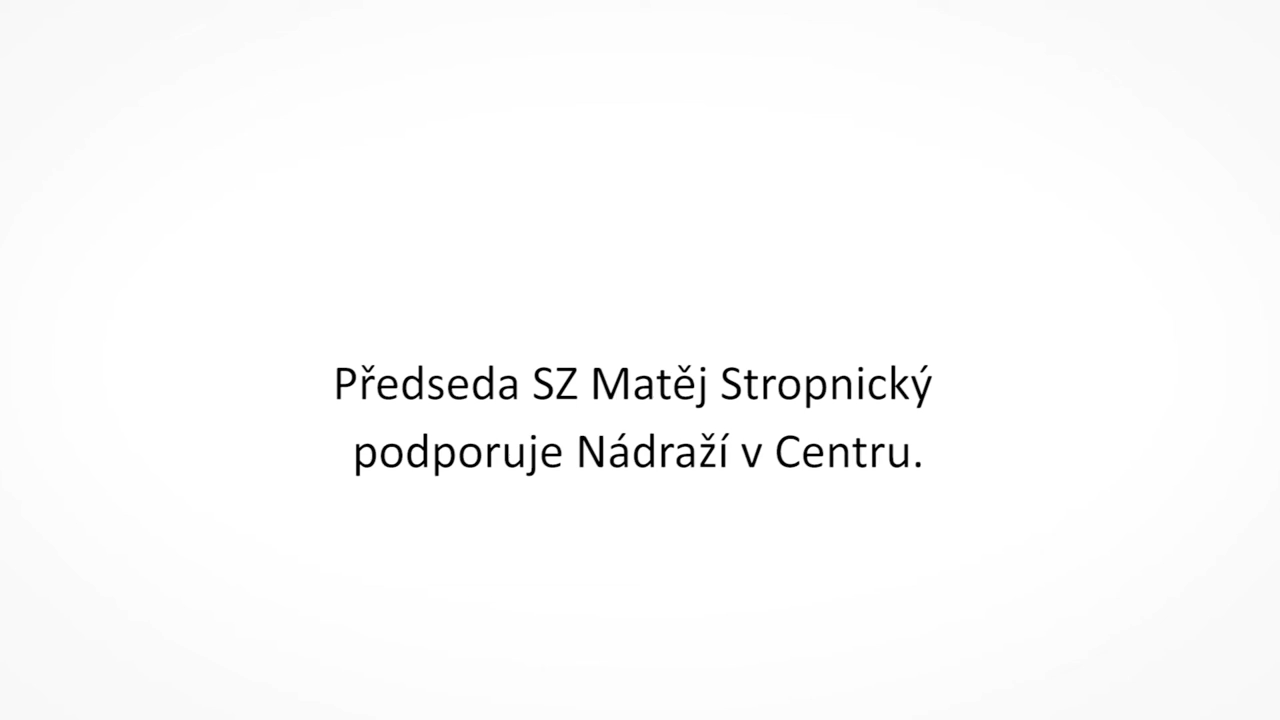 Předseda SZ Matěj Stropnický
podporuje Nádraží v Centru.